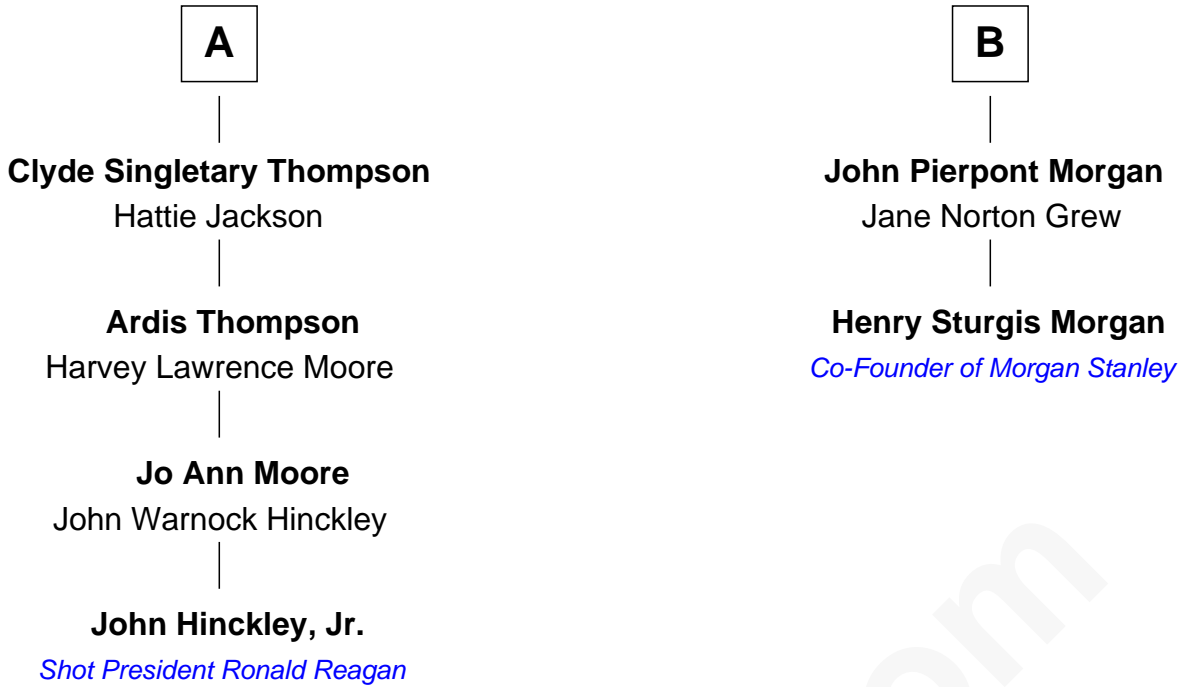 A
Clyde Singletary Thompson
Hattie Jackson
Ardis Thompson
Harvey Lawrence Moore
Jo Ann Moore
John Warnock Hinckley
John Hinckley, Jr.
Shot President Ronald Reagan
B
John Pierpont Morgan
Jane Norton Grew
Henry Sturgis Morgan
Co-Founder of Morgan Stanley
om